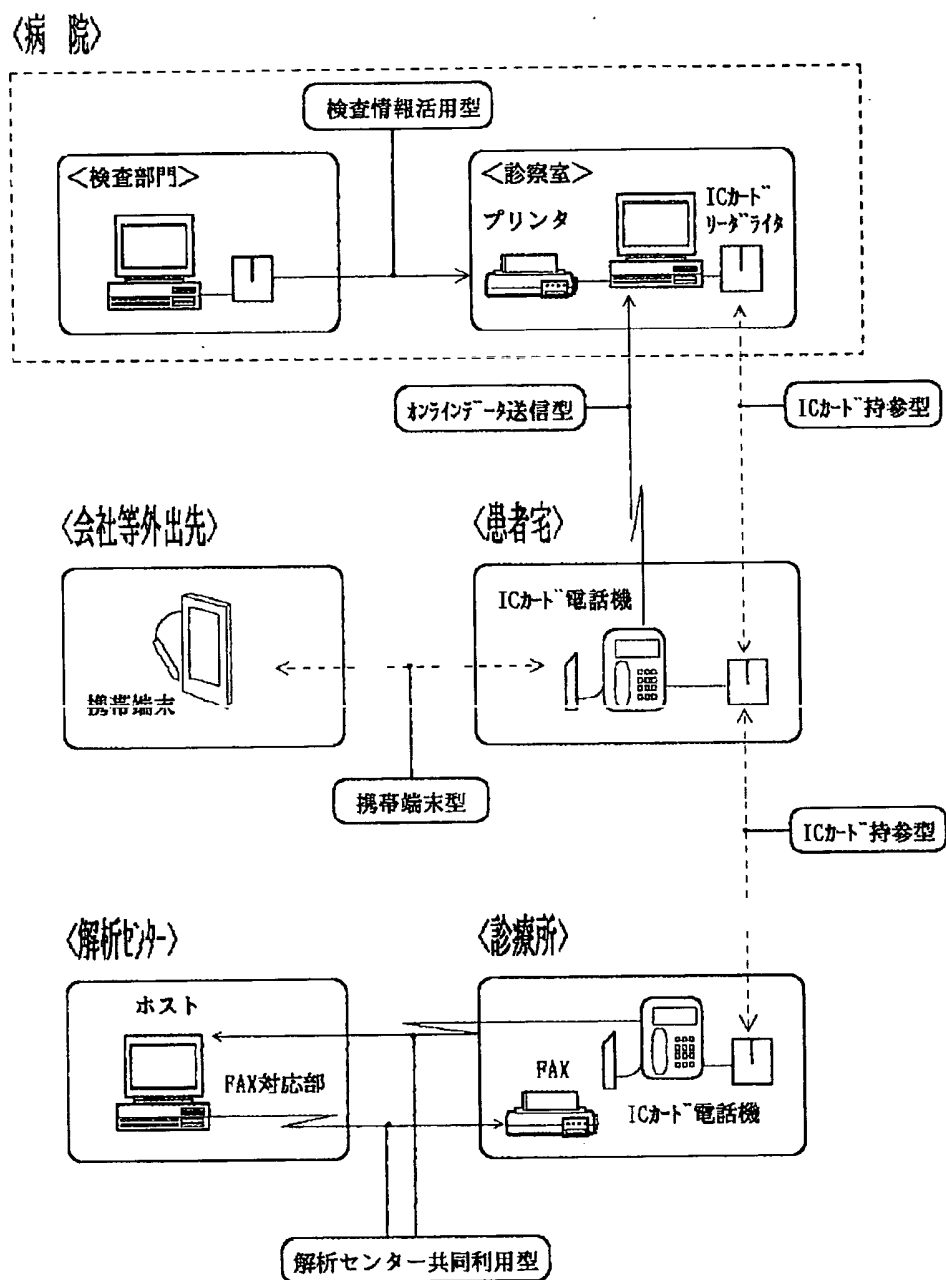 〈病 院〉
検査情報活用型
＜検査部門＞
＜診察室＞
プリンタ
ICｶｰﾄﾞ
ﾘｰﾀﾞﾗｲﾀ
ｵﾝﾗｲﾝﾃﾞｰﾀ送信型
ICｶｰﾄﾞ持参型
〈会社等外出先〉
〈患者宅〉
ICｶｰﾄﾞ電話機
携帯端末
携帯端末型
ICｶｰﾄﾞ持参型
〈解析ｾﾝﾀｰ〉
〈診療所〉
ホスト
FAX対応部
FAX
ICｶｰﾄﾞ電話機
解析センター共同利用型